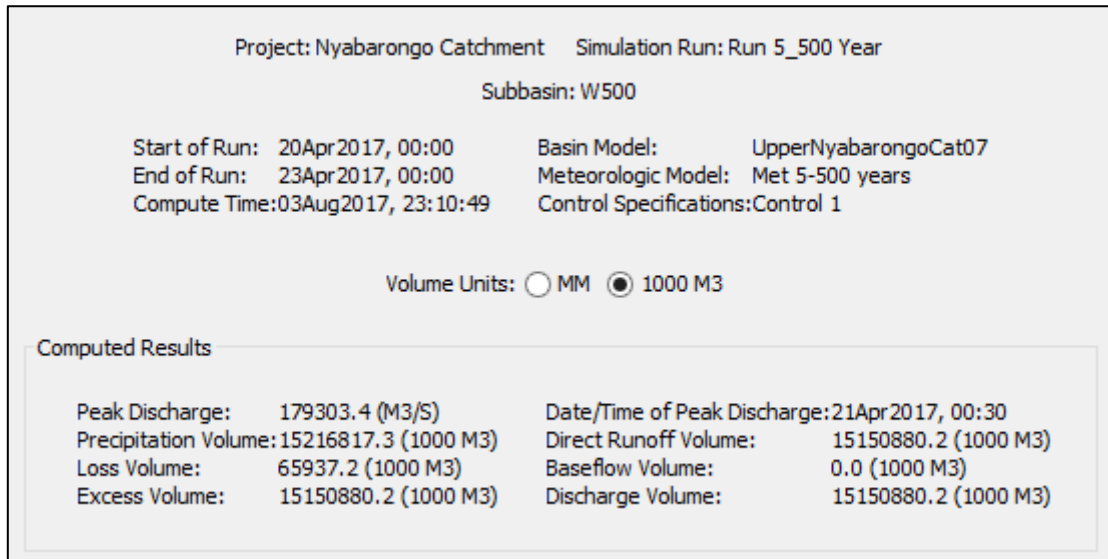 Project: Nyabarongo Catchment Simulation Run: Run 5_500 Year
Subbasin: W500
Start of Run: 20Apr2017, 00:00 Basin Model: UpperNyabarongoCat07
End of Run: 23Apr2017, 00:00 Meteorologic Model: Met 5-500 years
Compute Time:03Aug2017, 23:10:49 Control Specifications:Control 1
Volume Units: MM 1000 M3
Computed Results
Peak Discharge: 179303.4 (M3/S) Date/Time of Peak Discharge:21Apr2017, 00:30
Precipitation Volume:15216817.3 (1000 M3) Direct Runoff Volume: 15150880.2 (1000 M3)
Loss Volume: 65937.2 (1000 M3) Baseflow Volume: 0.0 (1000 M3)
Excess Volume: 15150880.2 (1000 M3) Discharge Volume: 15150880.2 (1000 M3)